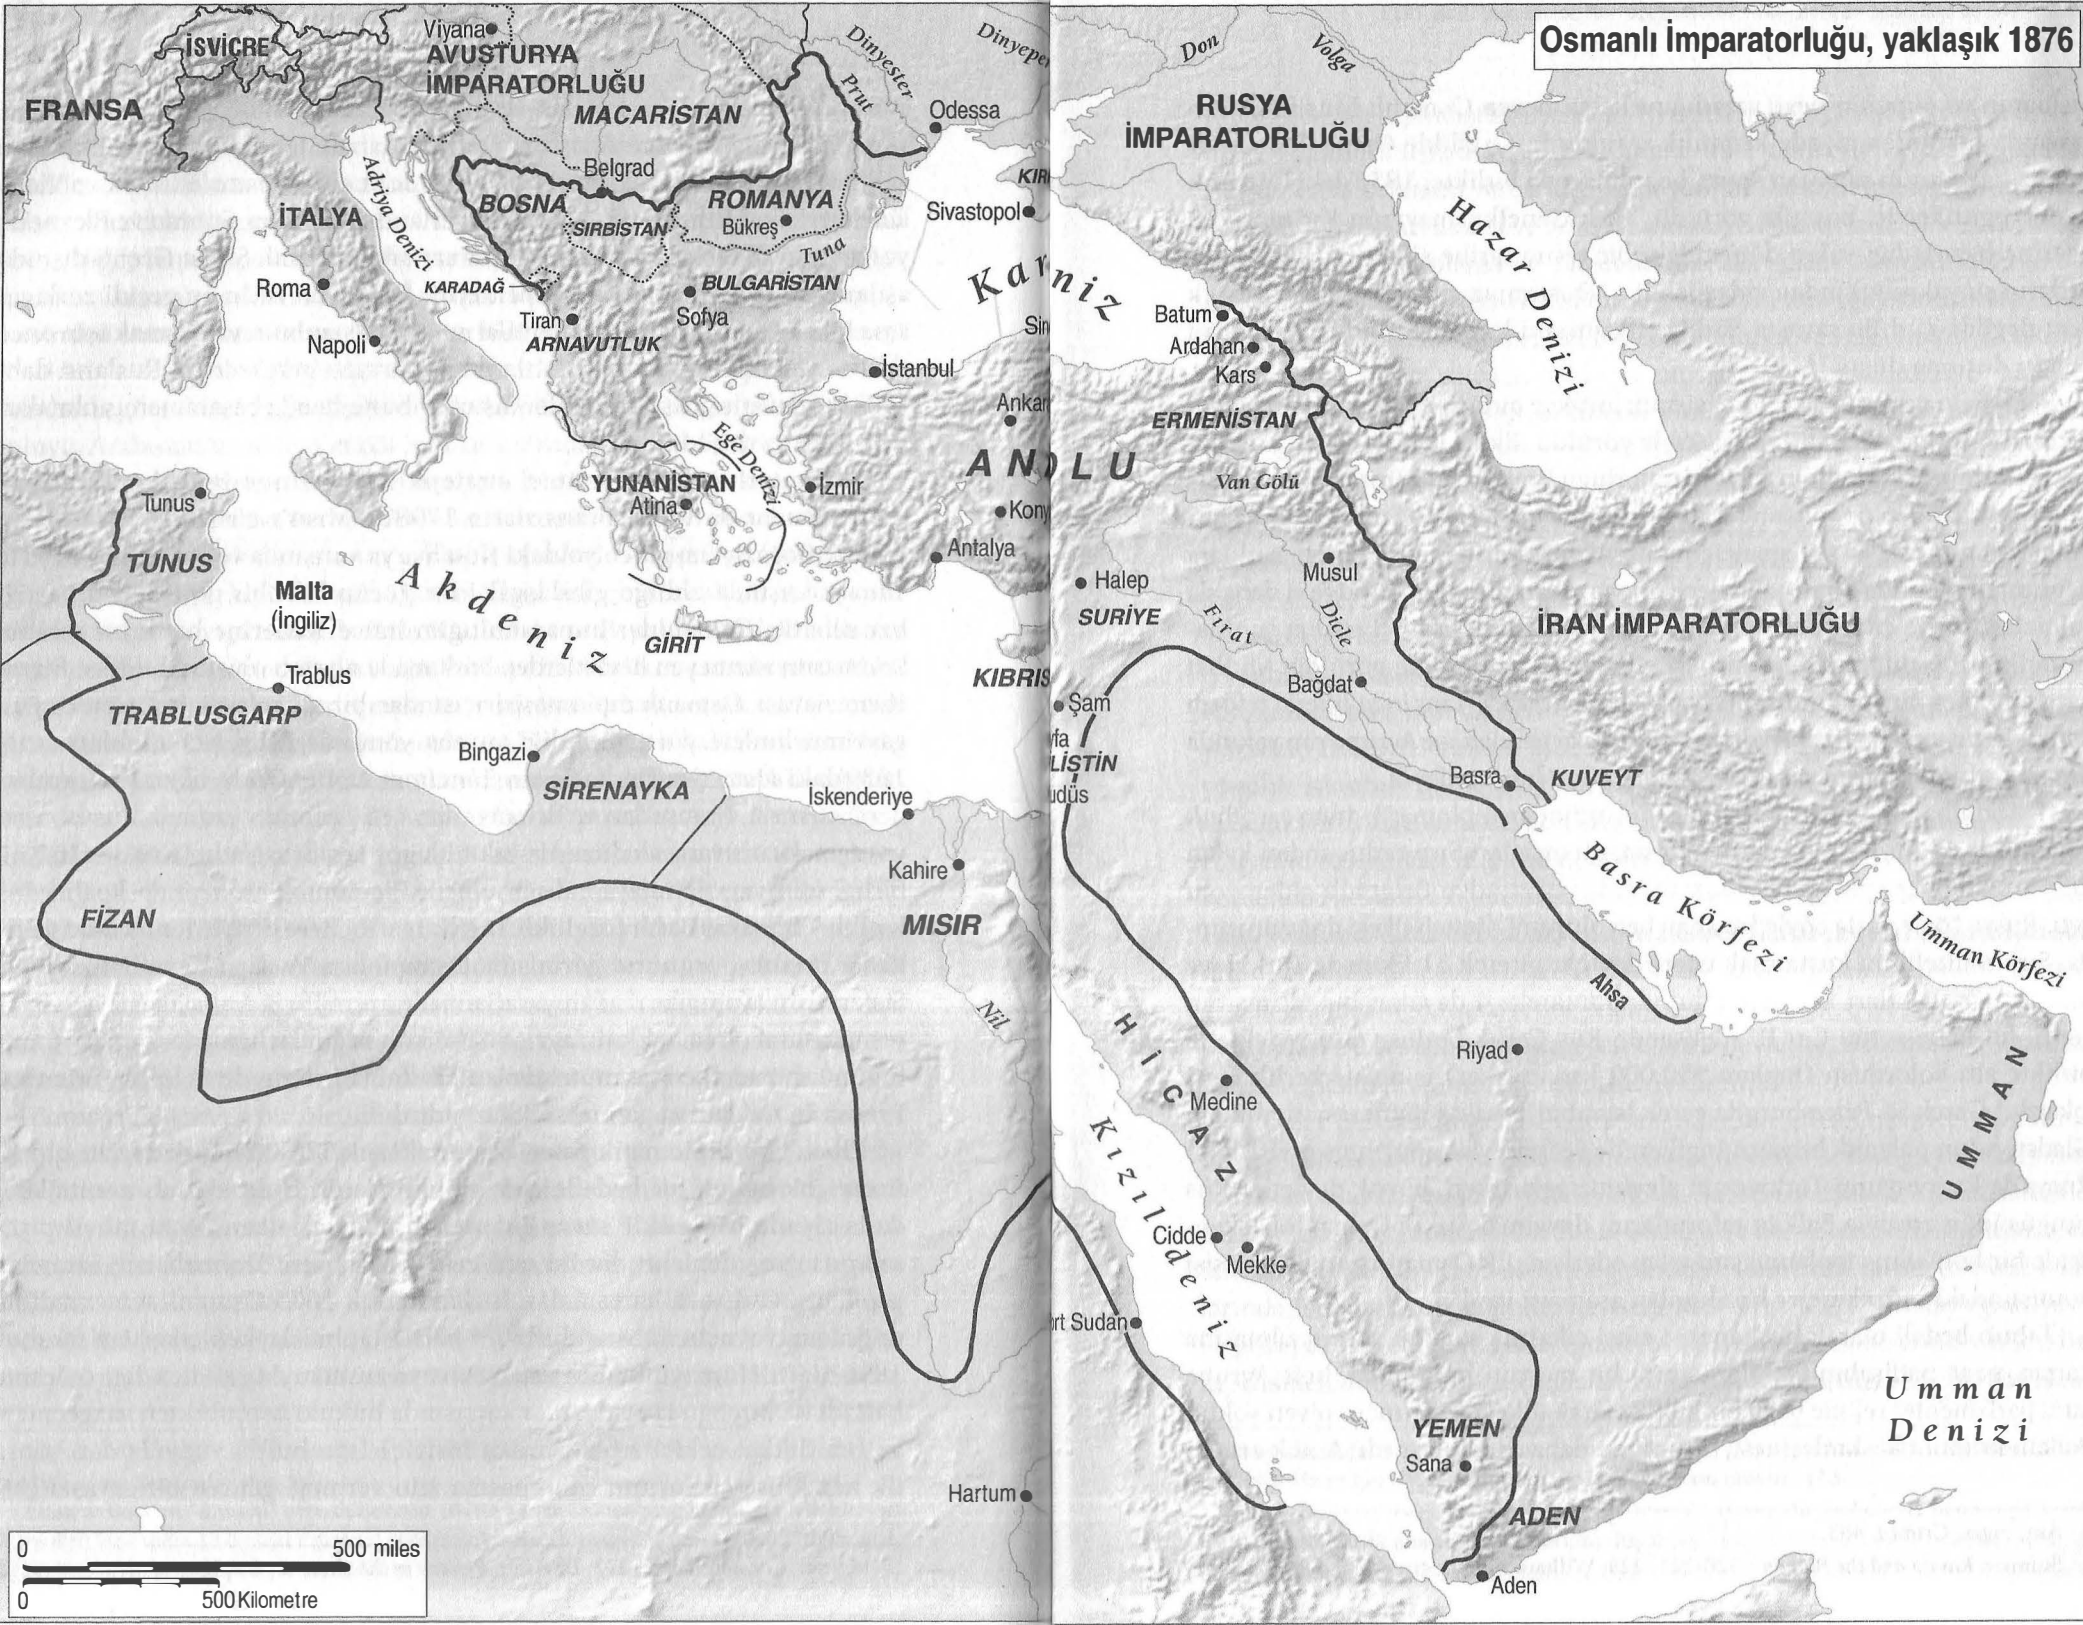 Osmanlı İmparatorluğu, yaklaşık 1876
İSVİÇRE
Viyana
AVUSTURYA
İMPARATORLUĞU
MACARİSTAN
FRANSA
Dinyester
Prut
Odessa
Don
Volga
RUSYA
İMPARATORLUĞU
Adriya Denizi
İTALYA
Belgrad
BOSNA
SIRBİSTAN
ROMANYA
Bükreş
Tuna
Sivastopol
Hazar Denizi
Roma
KARADAĞ
BULGARİSTAN
Sofya
Tiran
ARNAVUTLUK
Napoli
İstanbul
Batum
Ardahan
Kars
ERMENİSTAN
Ege Denizi
Van Gölü
YUNANİSTAN
Atina
İzmir
Antalya
Tunus
TUNUS
Malta
(İngiliz)
Akdeniz
GİRİT
Halep
SURİYE
Fırat
Dicle
Musul
İRAN İMPARATORLUĞU
Trablus
TRABLUSGARP
Şam
Bağdat
Bingazi
SİRENAYKA
İskenderiye
Basra
KUVEYT
Kahire
MISIR
FİZAN
Nil
Basra Körfezi
Umman Körfezi
Ahsa
HİCAZ
Medine
Riyad
UMMAN
Kızıldeniz
Cidde
Mekke
YEMEN
Sana
ADEN
Aden
Umman
Denizi
Hartum
0 500 miles
0 500 Kilometre